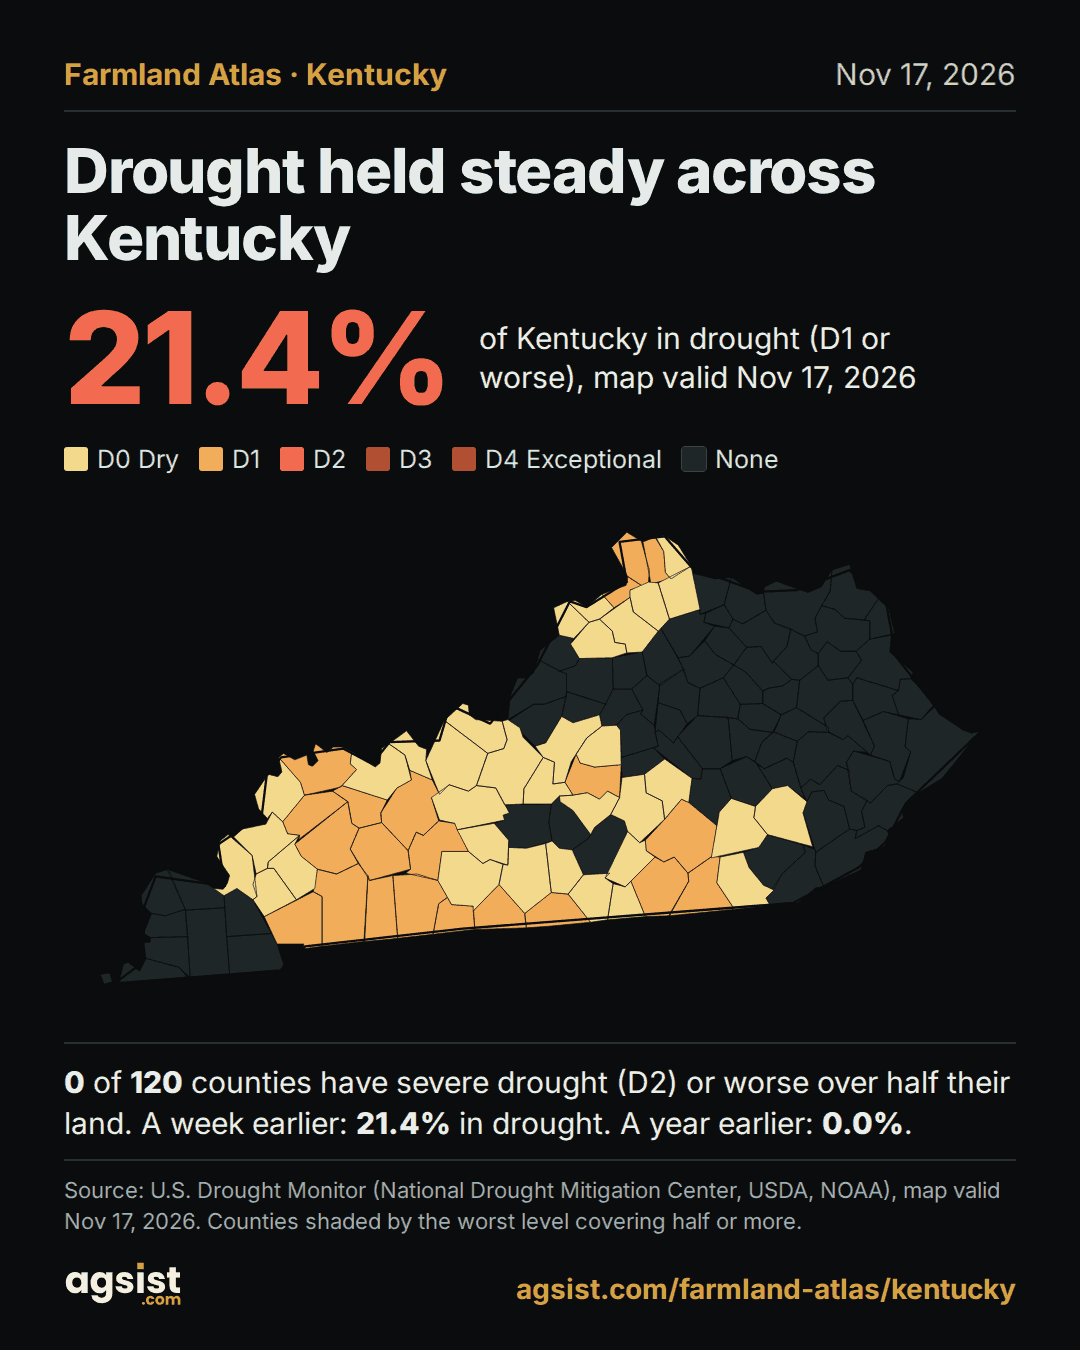 Farmland Atlas · Kentucky
Nov 17, 2026
Drought held steady across
Kentucky
21.4%
of Kentucky in drought (D1 or
worse), map valid Nov 17, 2026
D0 Dry D1 D2 D3 D4 Exceptional None
0 of 120 counties have severe drought (D2) or worse over half their
land. A week earlier: 21.4% in drought. A year earlier: 0.0%.
Source: U.S. Drought Monitor (National Drought Mitigation Center, USDA, NOAA), map valid
Nov 17, 2026. Counties shaded by the worst level covering half or more.
agsist
.com
agsist.com/farmland-atlas/kentucky